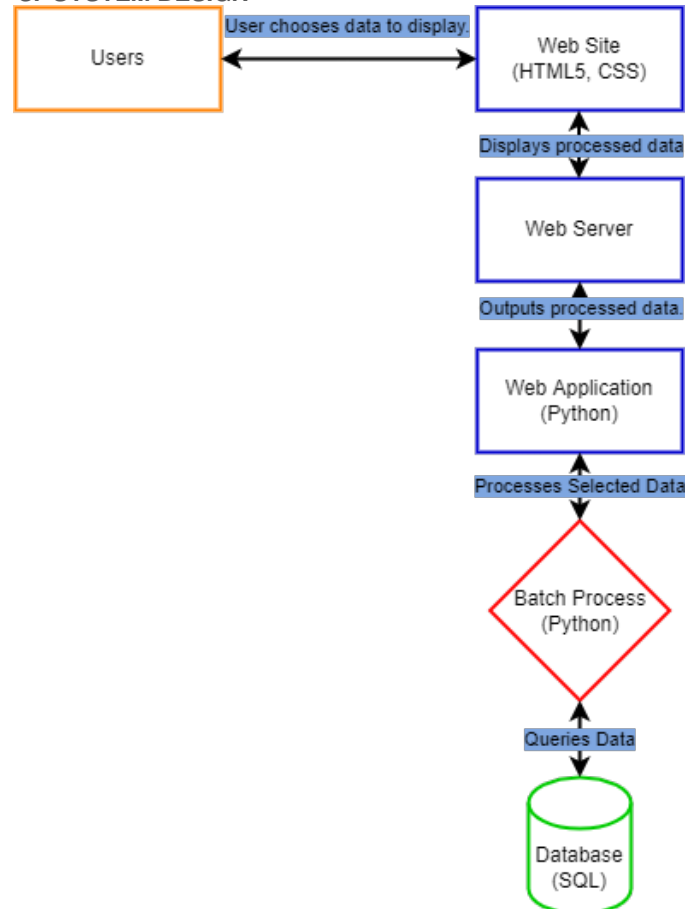 User chooses data to display.
Users
Web Site
(HTML5, CSS)
Displays processed data
Web Server
Outputs processed data.
Web Application
(Python)
Processes Selected Data
Batch Process
(Python)
Queries Data
Database
(SQL)